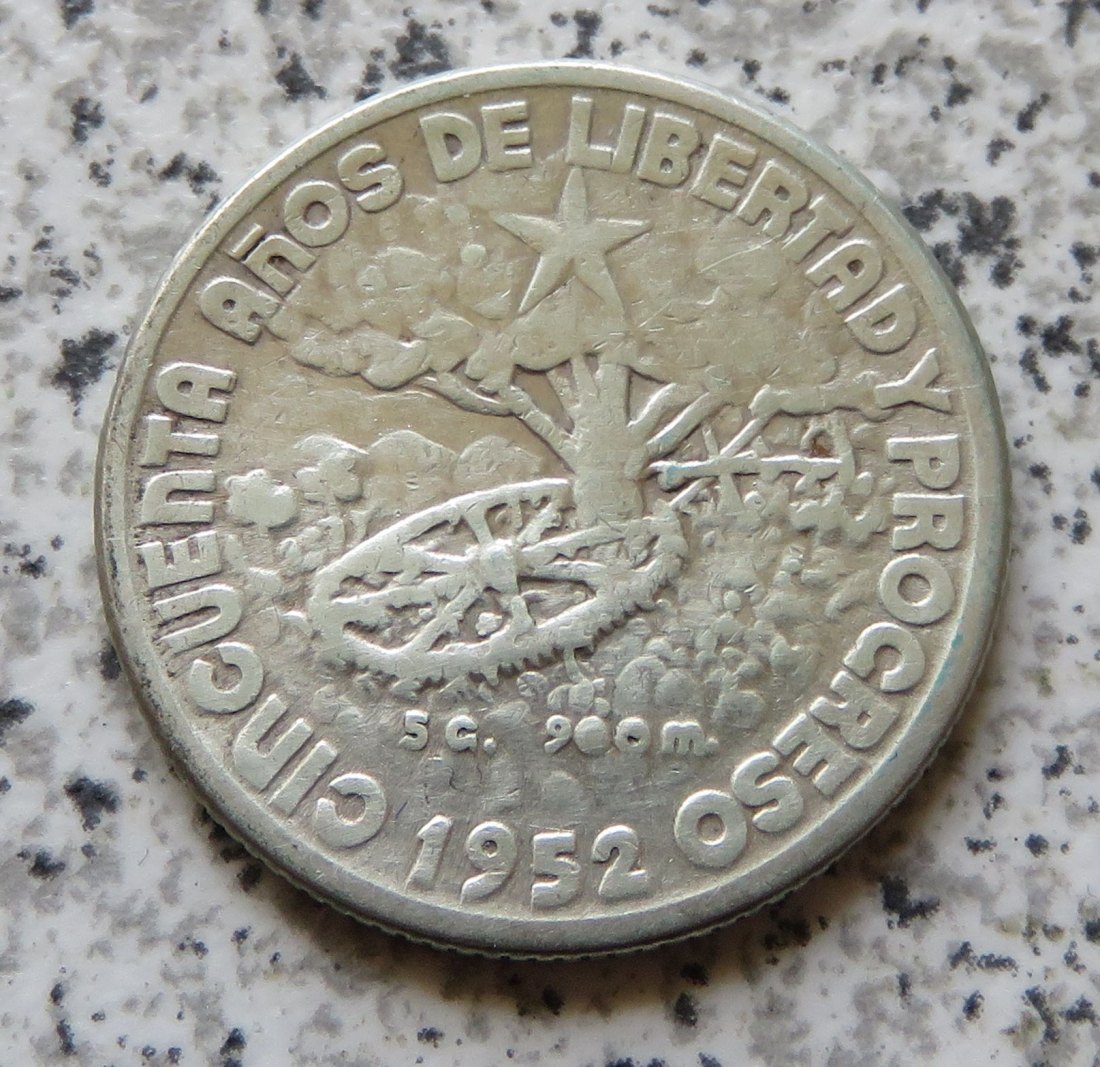 CINCUENTA AÑOS DE LIBERTAD Y PROGRESO
5 G. 900 m.
1952